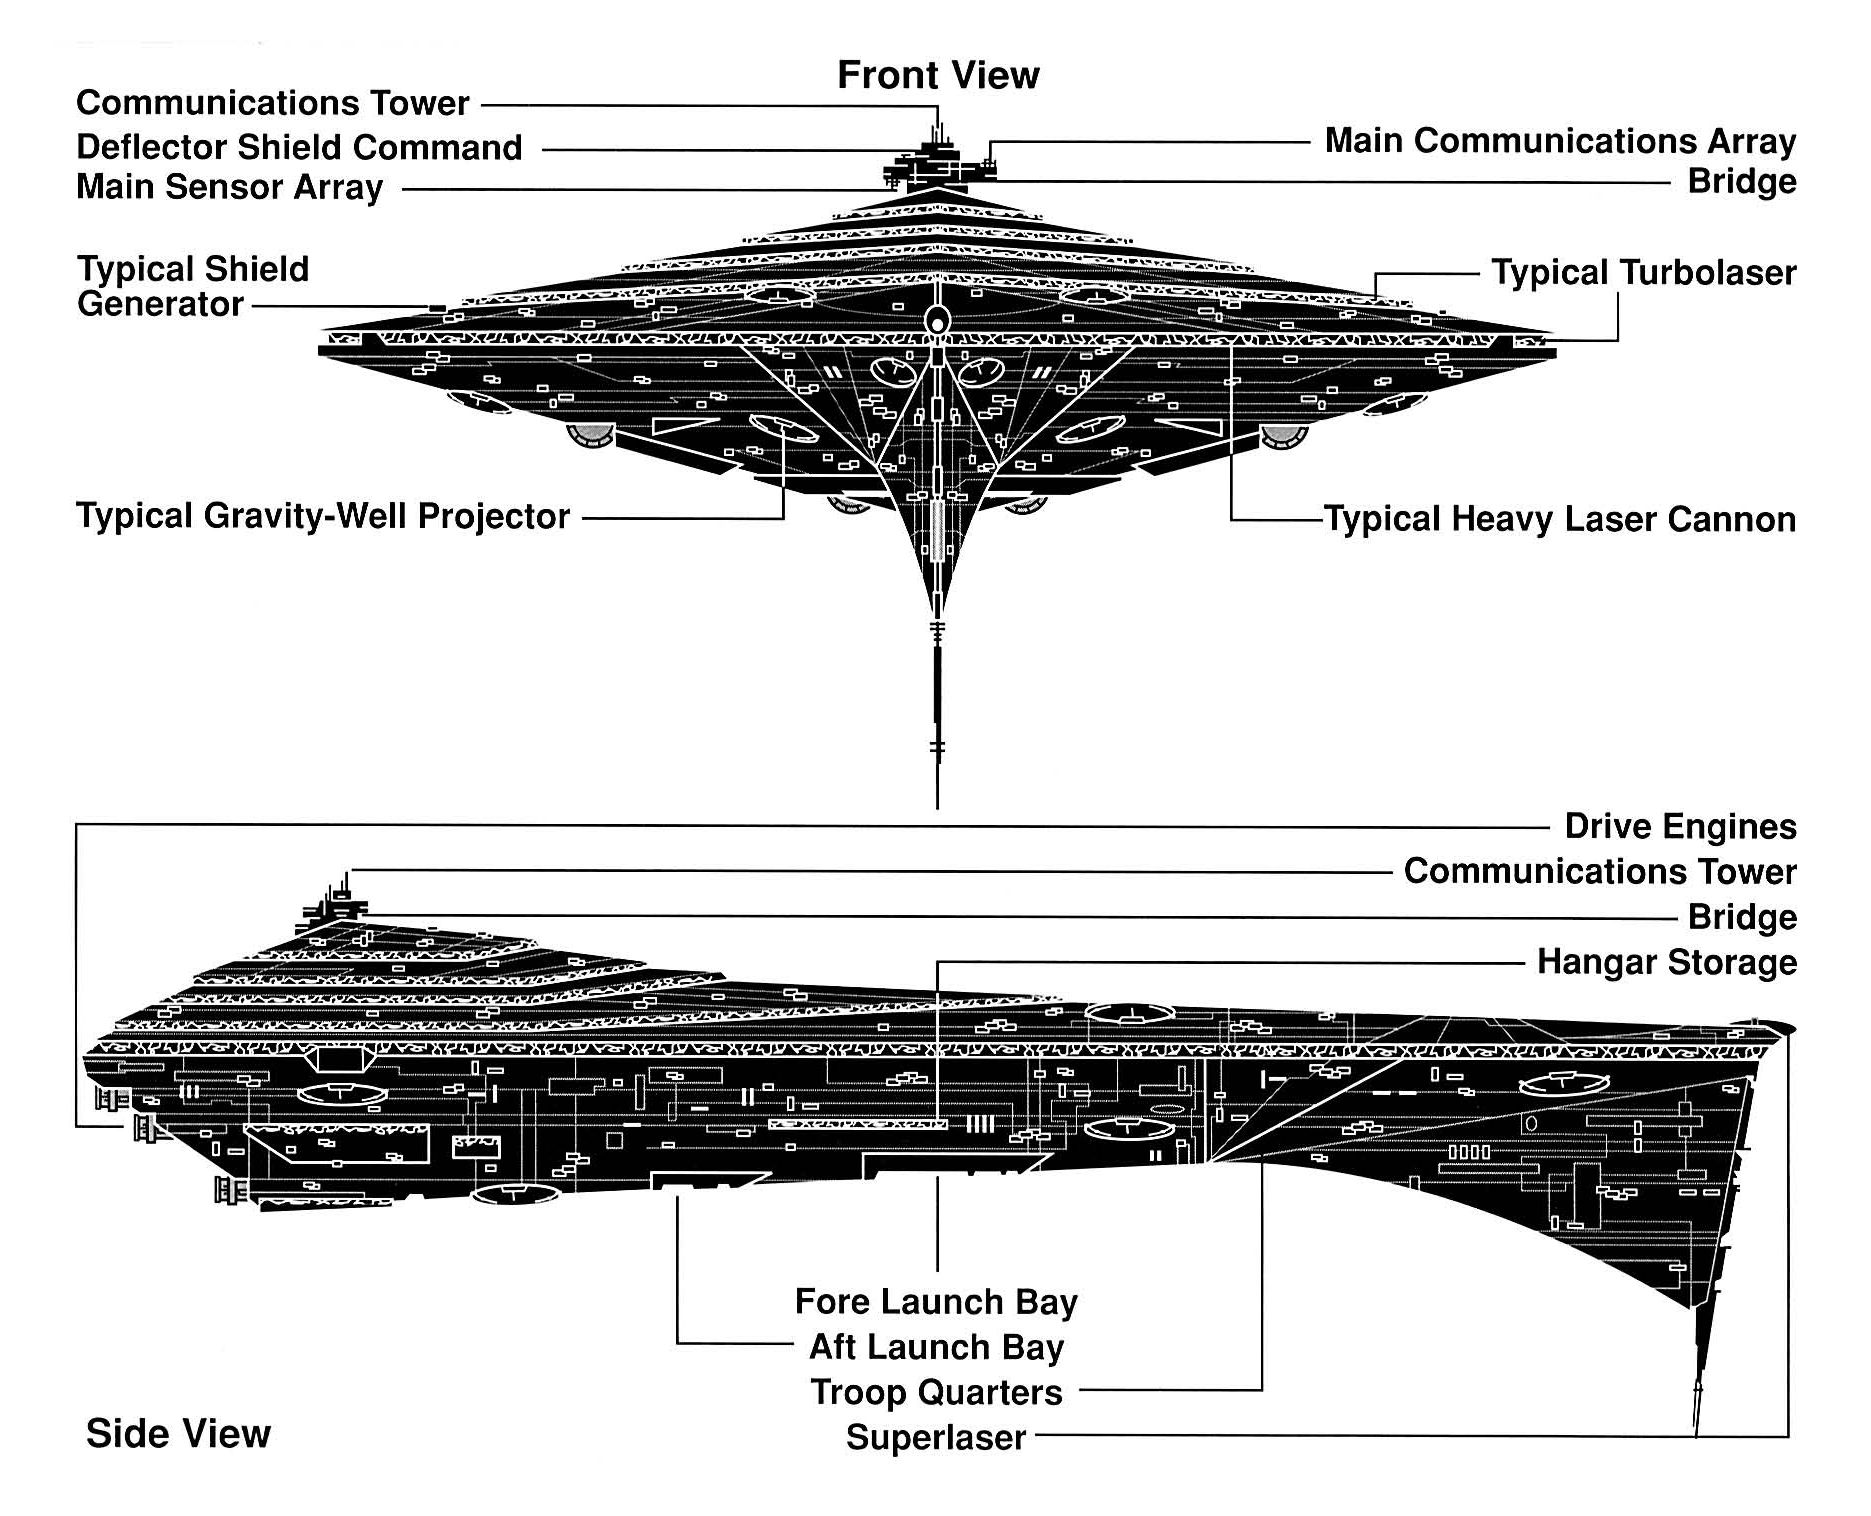 Front View
Communications Tower
Deflector Shield Command
Main Sensor Array
Main Communications Array
Bridge
Typical Shield
Generator
Typical Turbolaser
Typical Gravity-Well Projector
Typical Heavy Laser Cannon
Drive Engines
Communications Tower
Bridge
Hangar Storage
Fore Launch Bay
Aft Launch Bay
Troop Quarters
Superlaser
Side View